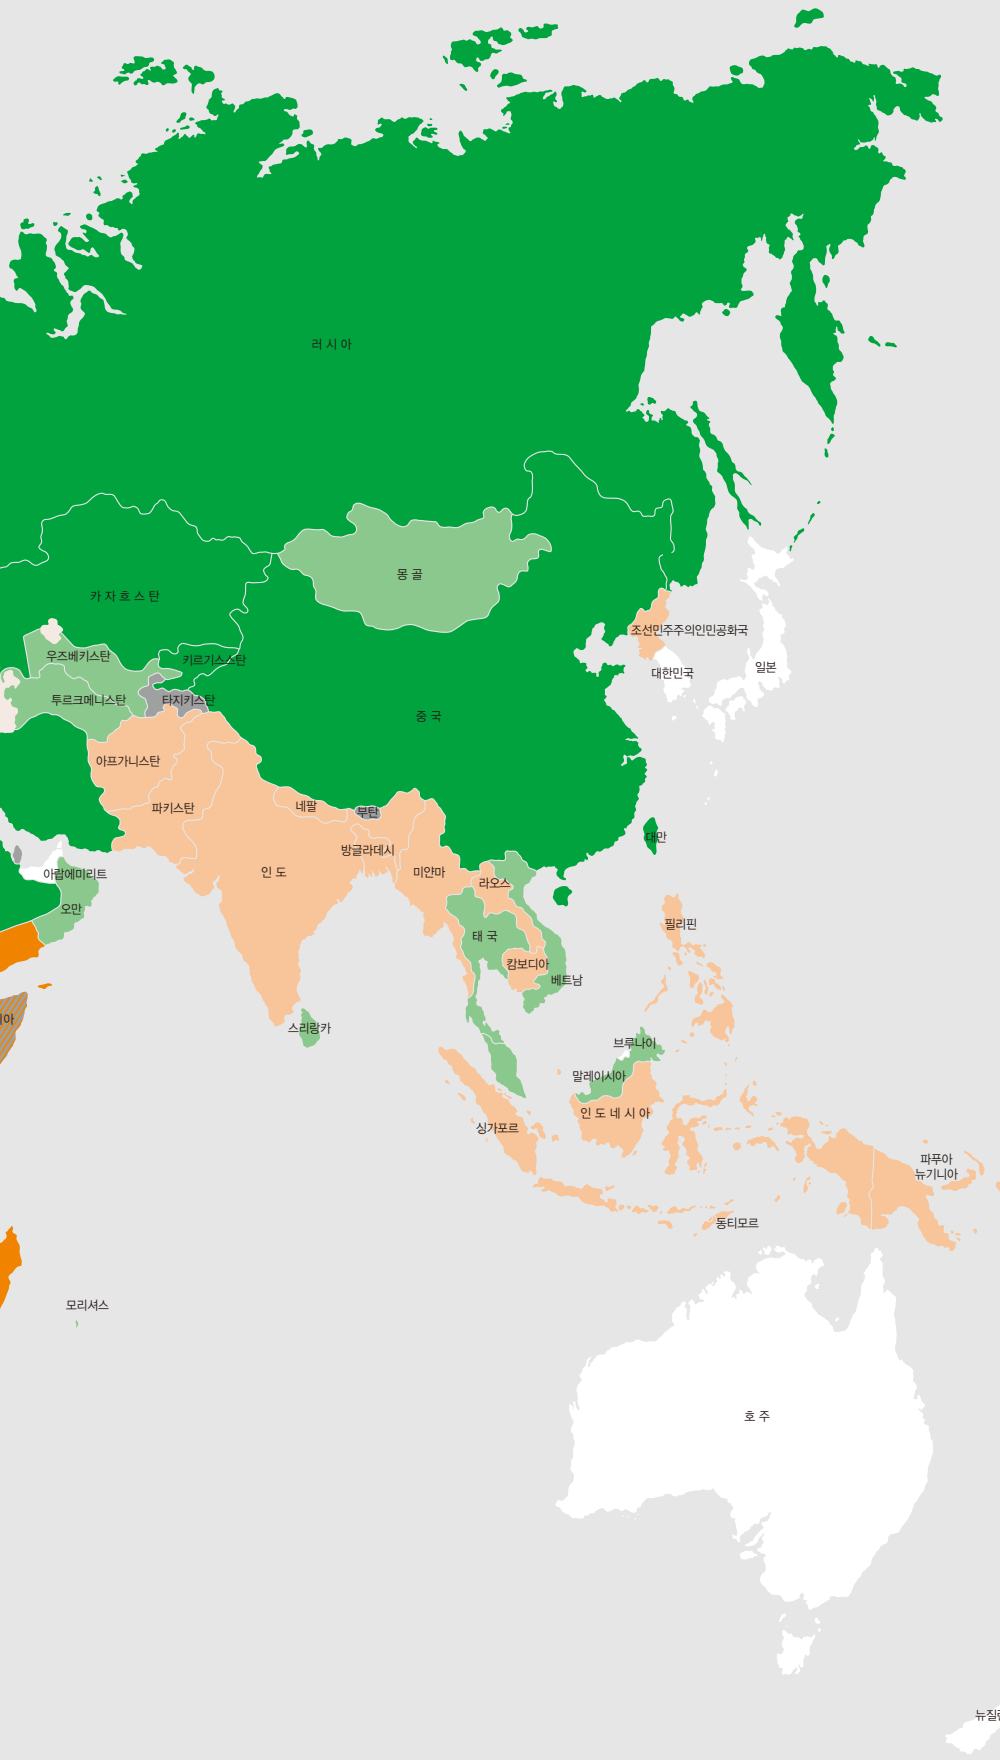 러 시 아
몽 골
카 자 흐 스 탄
조선민주주의인민공화국
우즈베키스탄
키르기스스탄
일본
대한민국
투르크메니스탄
타지키스탄
중 국
아프가니스탄
네팔
파키스탄
부탄
대만
방글라데시
인 도
미얀마
아랍에미리트
라오스
오만
필리핀
태 국
캄보디아
베트남
아
스리랑카
브루나이
말레이시아
인 도 네 시 아
싱가포르
파푸아
뉴기니아
동티모르
모리셔스
호 주
뉴질